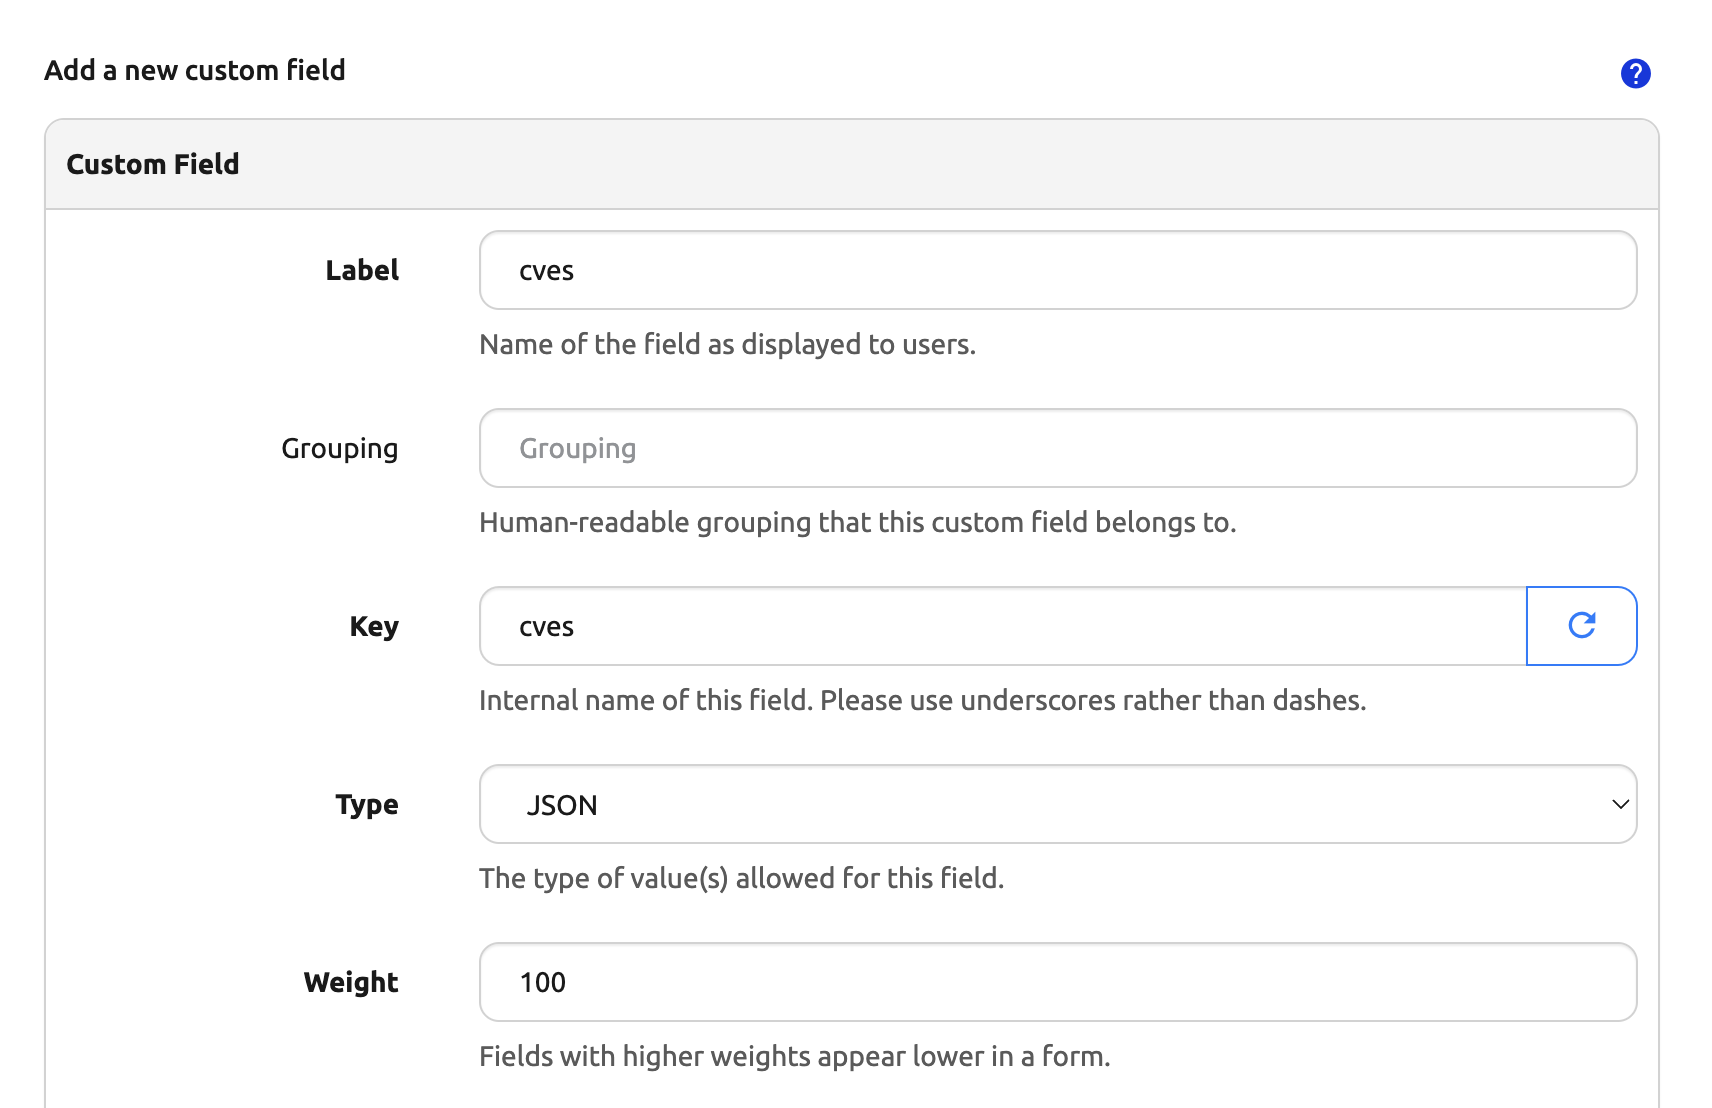 Add a new custom field
?
Custom Field
Label
cves
Name of the field as displayed to users.
Grouping
Grouping
Human-readable grouping that this custom field belongs to.
Key
cves
Internal name of this field. Please use underscores rather than dashes.
Type
JSON
The type of value(s) allowed for this field.
Weight
100
Fields with higher weights appear lower in a form.